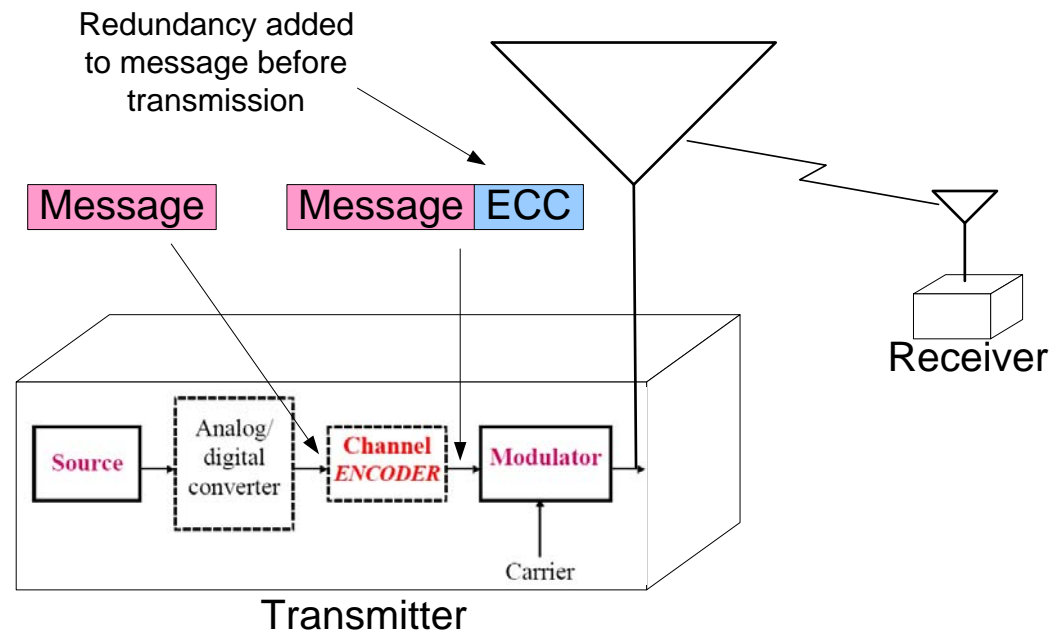 Redundancy added
to message before
transmission
Message
Message ECC
Receiver
Source
Analog/
digital
converter
Channel
ENCODER
Modulator
Carrier
Transmitter